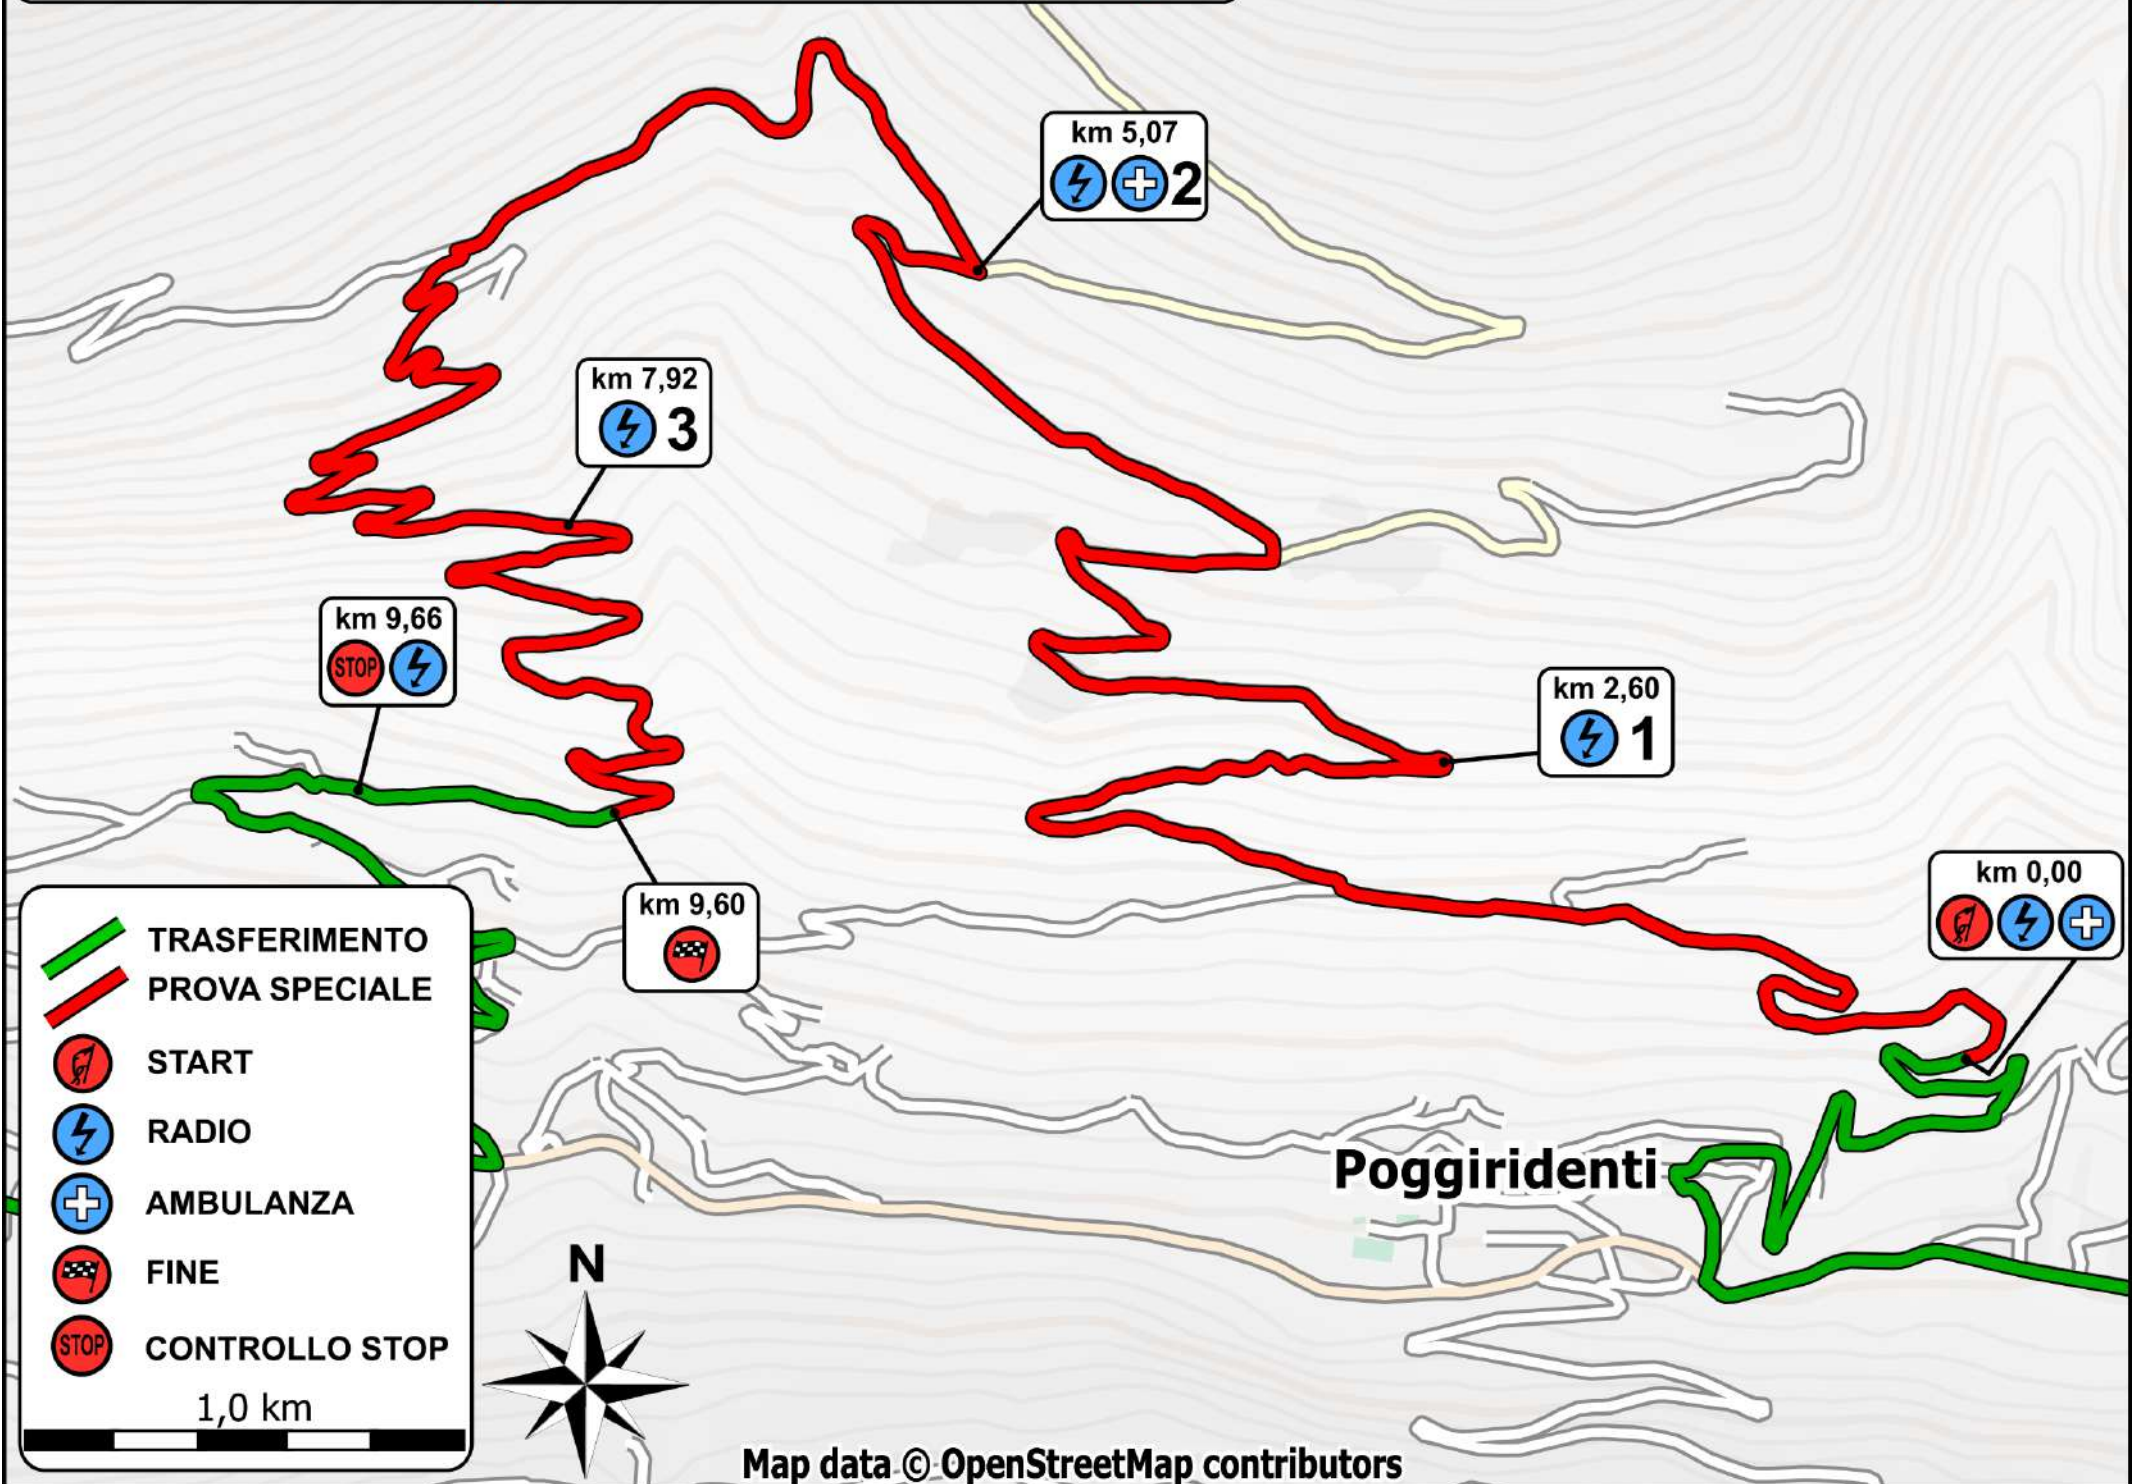 km 5,07
2
km 7,92
3
km 9,66
STOP
km 2,60
1
km 0,00
km 9,60
Poggiridenti
TRASFERIMENTO
PROVA SPECIALE
START
RADIO
AMBULANZA
FINE
STOP
CONTROLLO STOP
1,0 km
N
Map data © OpenStreetMap contributors